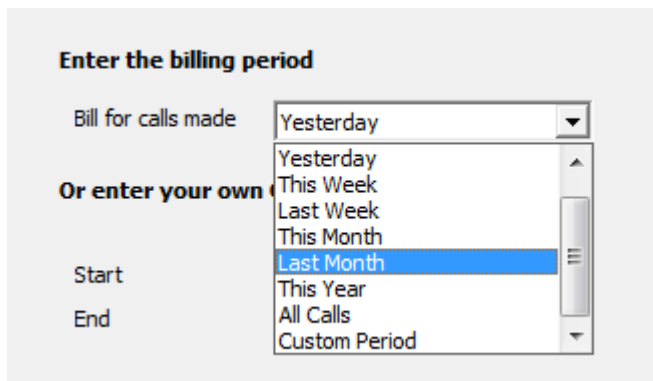 Enter the billing period
Bill for calls made Yesterday
Yesterday
This Week
Or enter your own
Last Week
This Month
Last Month
Start
This Year
All Calls
End
Custom Period